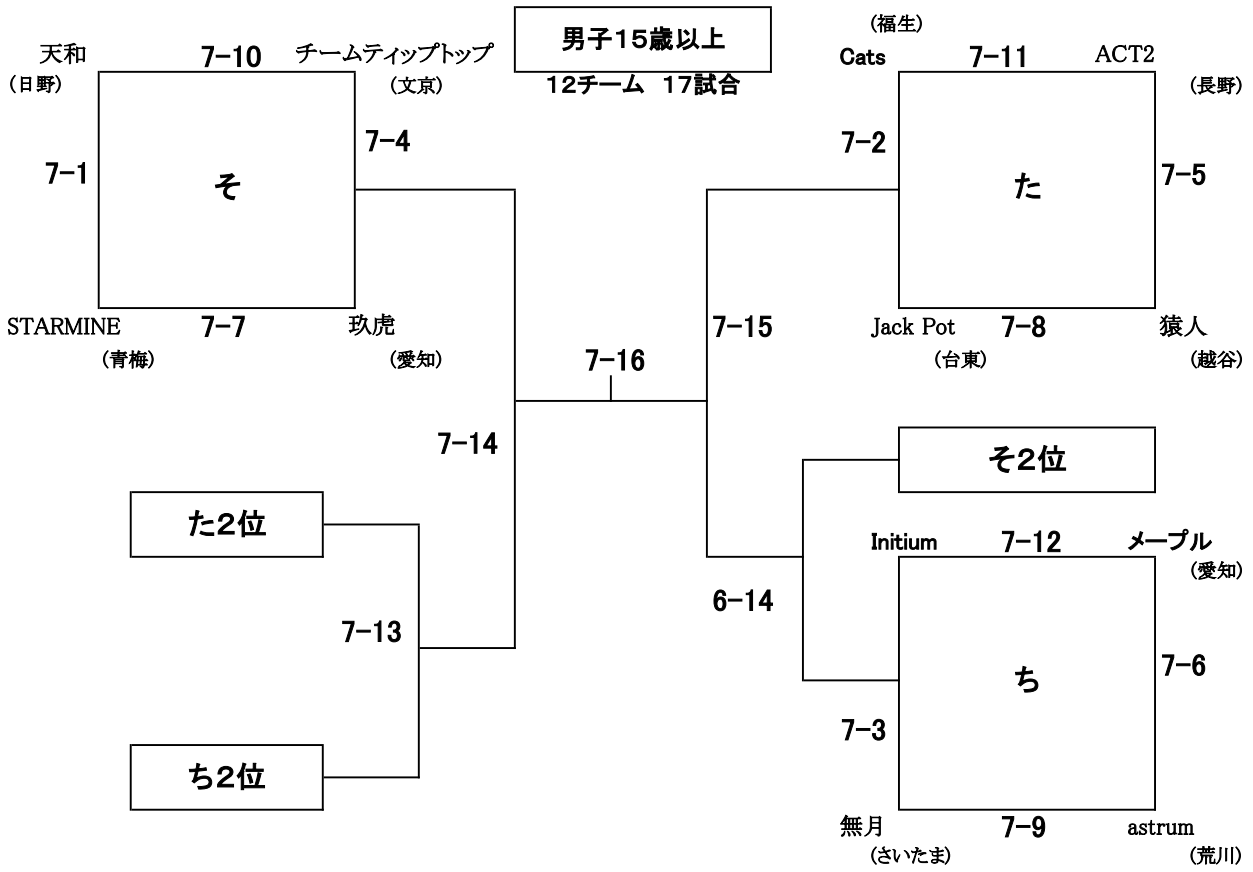 男子15歳以上
12チーム 17試合
天和
(日野)
7-10
チームティップトップ
(文京)
7-1
そ
7-4
STARMINE
(青梅)
7-7
玖虎
(愛知)
(福生)
Cats
7-11
ACT2
(長野)
7-2
た
7-5
Jack Pot
(台東)
7-8
猿人
(越谷)
7-16
7-15
7-14
た2位
7-13
ち2位
そ2位
6-14
Initium
7-12
メープル
(愛知)
7-3
ち
7-6
無月
(さいたま)
7-9
astrum
(荒川)